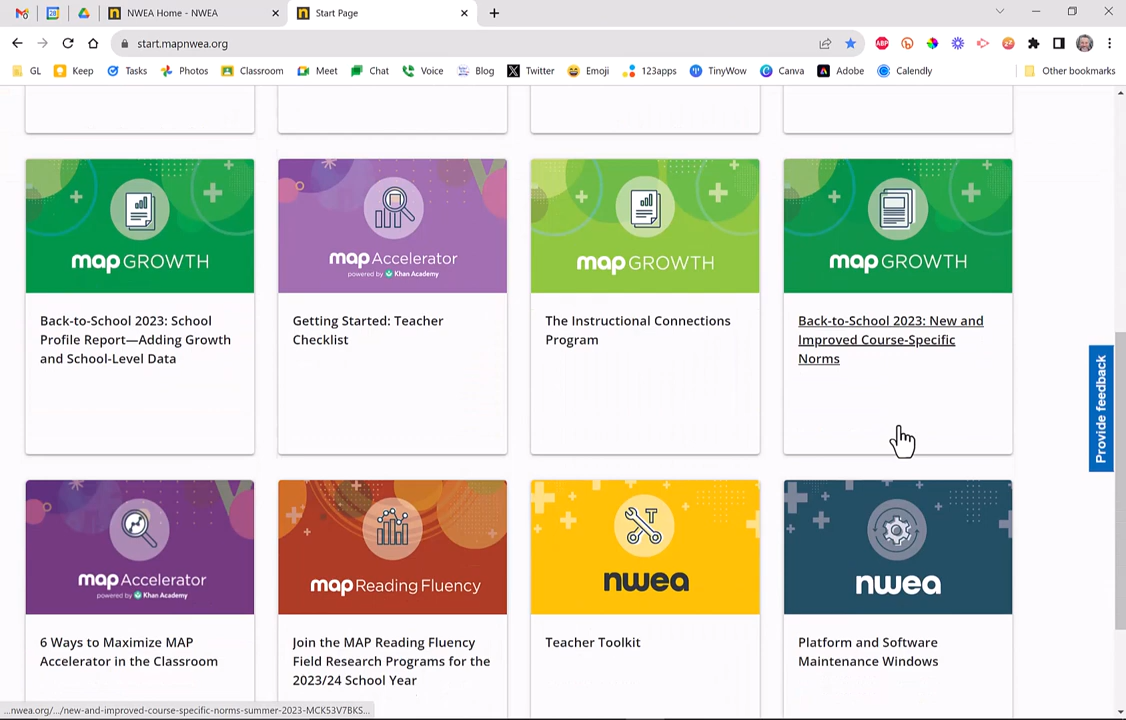 NWEA Home - NWEA
Start Page
start.mapnwea.org
GL
Keep
Tasks
Photos
Classroom
Meet
Chat
Voice
Blog
Twitter
Emoji
123apps
TinyWow
Canva
Adobe
Calendly
Other bookmarks
map GROWTH
Back-to-School 2023: School
Profile Report—Adding Growth
and School-Level Data
map Accelerator
powered by Khan Academy
Getting Started: Teacher
Checklist
map GROWTH
The Instructional Connections
Program
map GROWTH
Back-to-School 2023: New and
Improved Course-Specific
Norms
Provide feedback
map Accelerator
powered by Khan Academy
6 Ways to Maximize MAP
Accelerator in the Classroom
map Reading Fluency
Join the MAP Reading Fluency
Field Research Programs for the
2023/24 School Year
T
nwea
Teacher Toolkit
nwea
Platform and Software
Maintenance Windows
...nwea.org/.../new-and-improved-course-specific-norms-summer-2023-MCK53V7BKS...